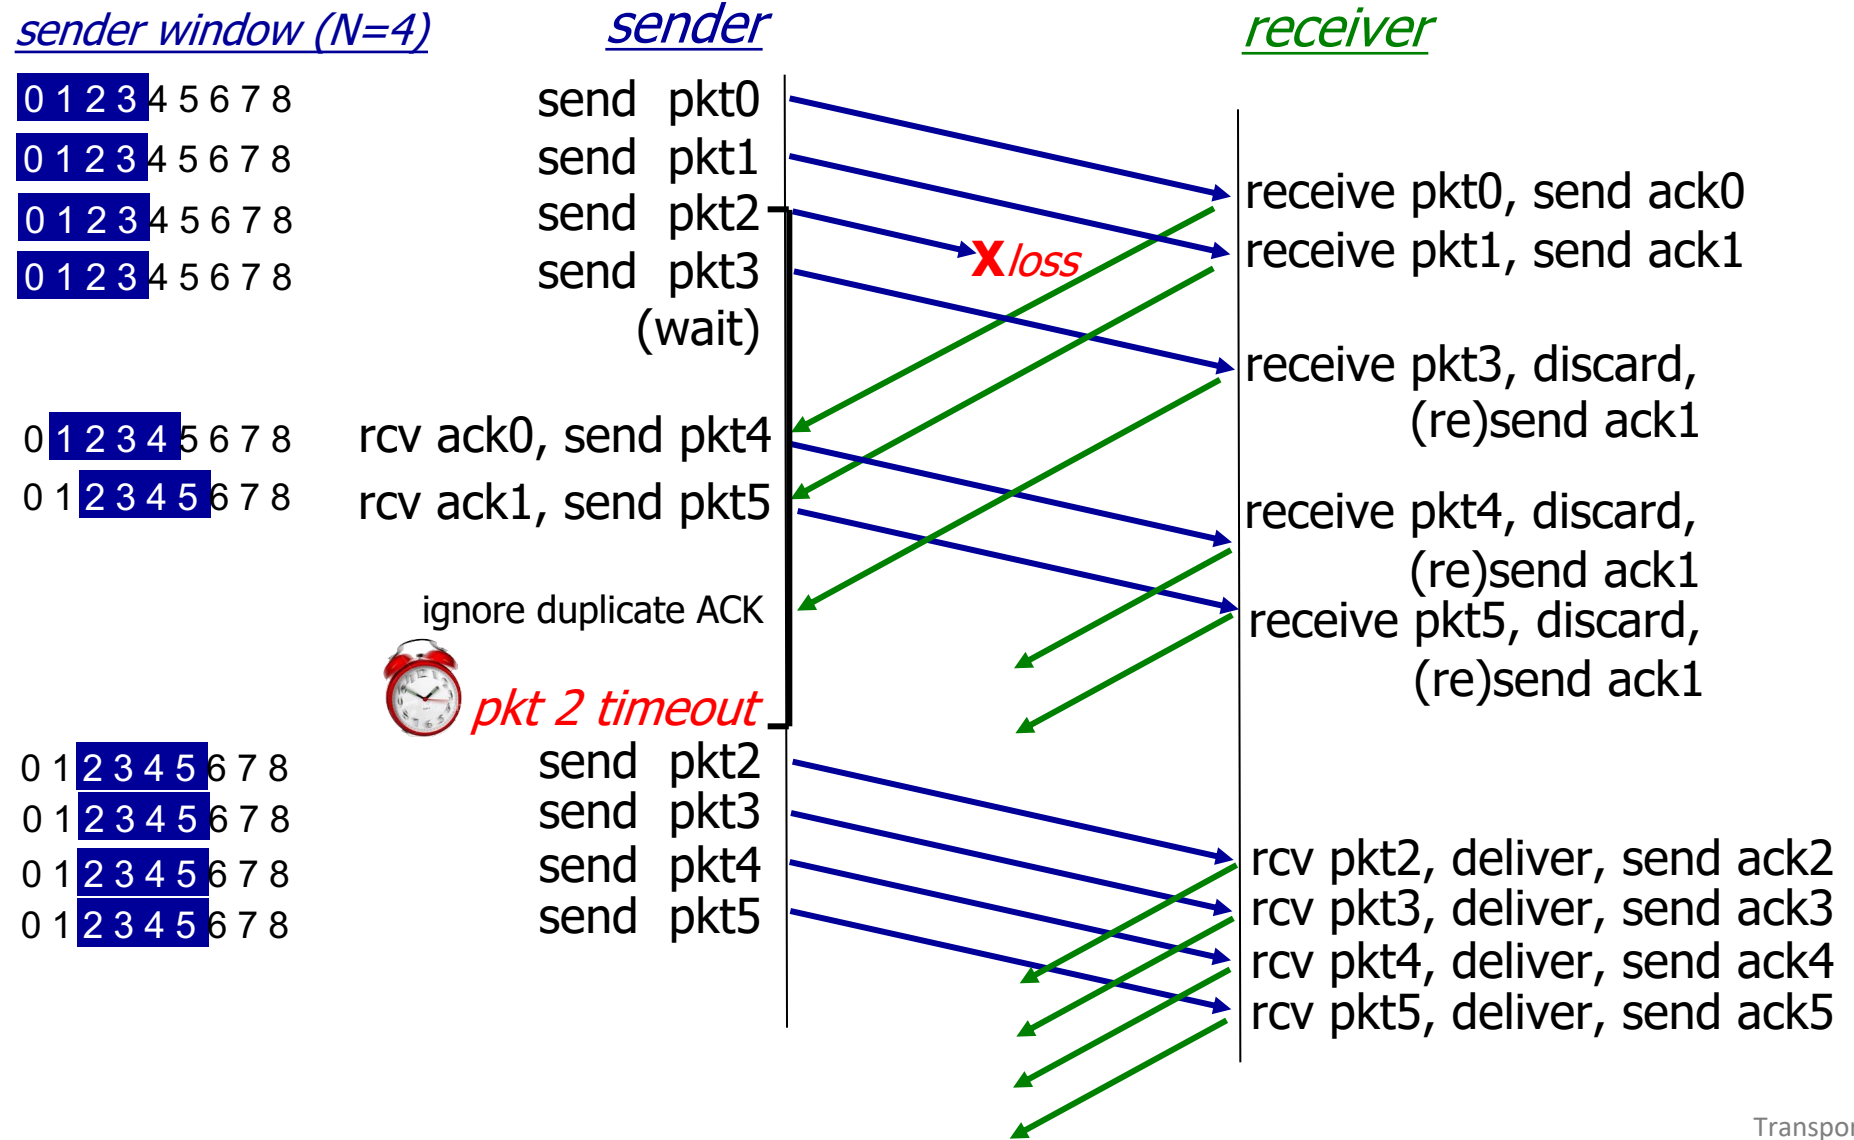 sender window (N=4)
sender
receiver
0 1 2 3 4 5 6 7 8
send pkt0
0 1 2 3 4 5 6 7 8
send pkt1
receive pkt0, send ack0
0 1 2 3 4 5 6 7 8
send pkt2
X loss
receive pkt1, send ack1
0 1 2 3 4 5 6 7 8
send pkt3
(wait)
receive pkt3, discard,
(re)send ack1
0 1 2 3 4 5 6 7 8
rcv ack0, send pkt4
0 1 2 3 4 5 6 7 8
rcv ack1, send pkt5
receive pkt4, discard,
(re)send ack1
ignore duplicate ACK
receive pkt5, discard,
(re)send ack1
pkt 2 timeout
0 1 2 3 4 5 6 7 8
send pkt2
0 1 2 3 4 5 6 7 8
send pkt3
0 1 2 3 4 5 6 7 8
send pkt4
rcv pkt2, deliver, send ack2
0 1 2 3 4 5 6 7 8
send pkt5
rcv pkt3, deliver, send ack3
rcv pkt4, deliver, send ack4
rcv pkt5, deliver, send ack5
Transpor